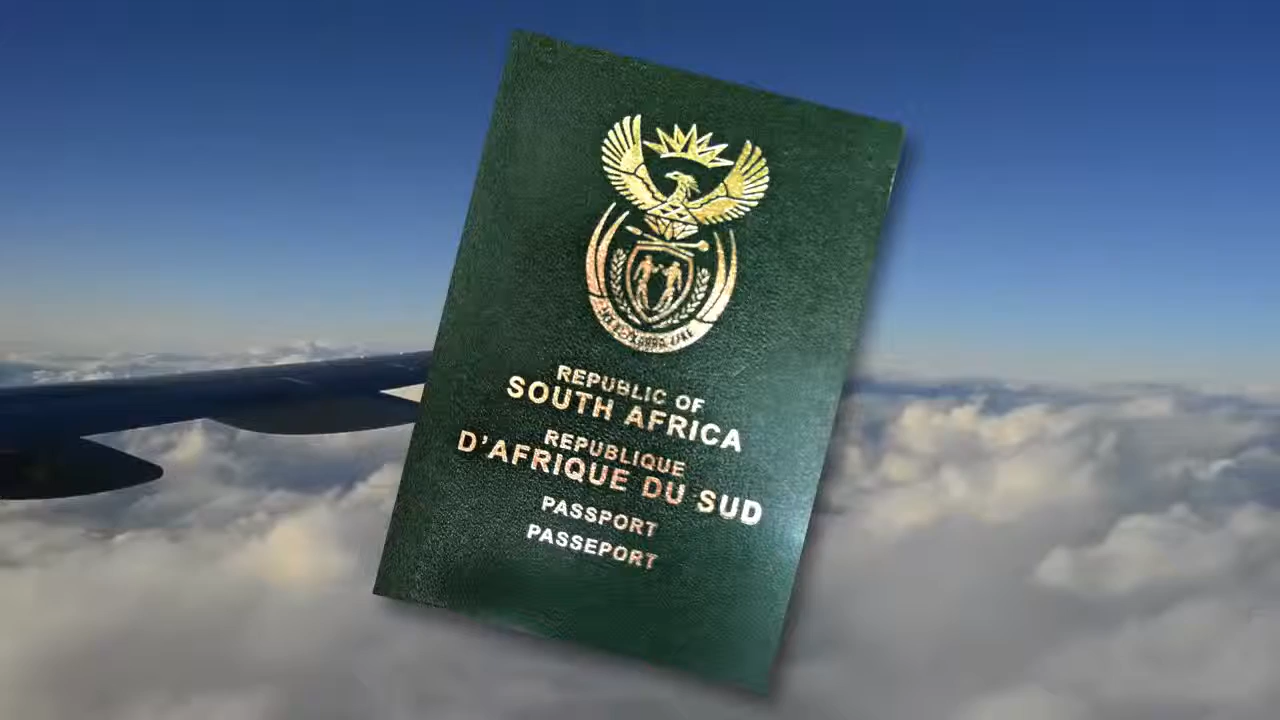 REPUBLIC OF
SOUTH AFRICA
REPUBLIQUE
D'AFRIQUE DU SUD
PASSPORT
PASSEPORT